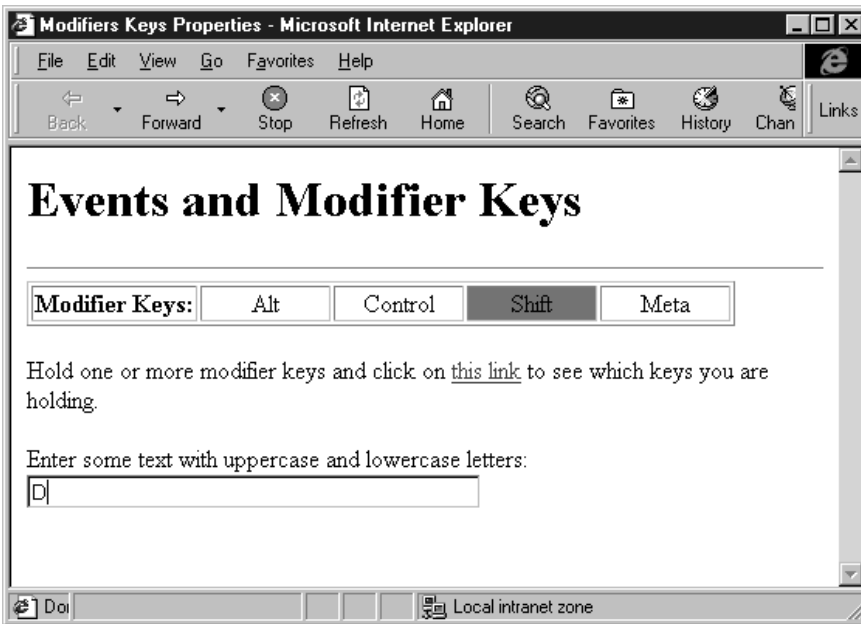 Modifiers Keys Properties - Microsoft Internet Explorer
File Edit View Go Favorites Help
Back Forward Stop Refresh Home Search Favorites History Chan Links
Events and Modifier Keys
Modifier Keys: Alt Control Shift Meta
Hold one or more modifier keys and click on this link to see which keys you are
holding.
Enter some text with uppercase and lowercase letters:
D
Do Local intranet zone